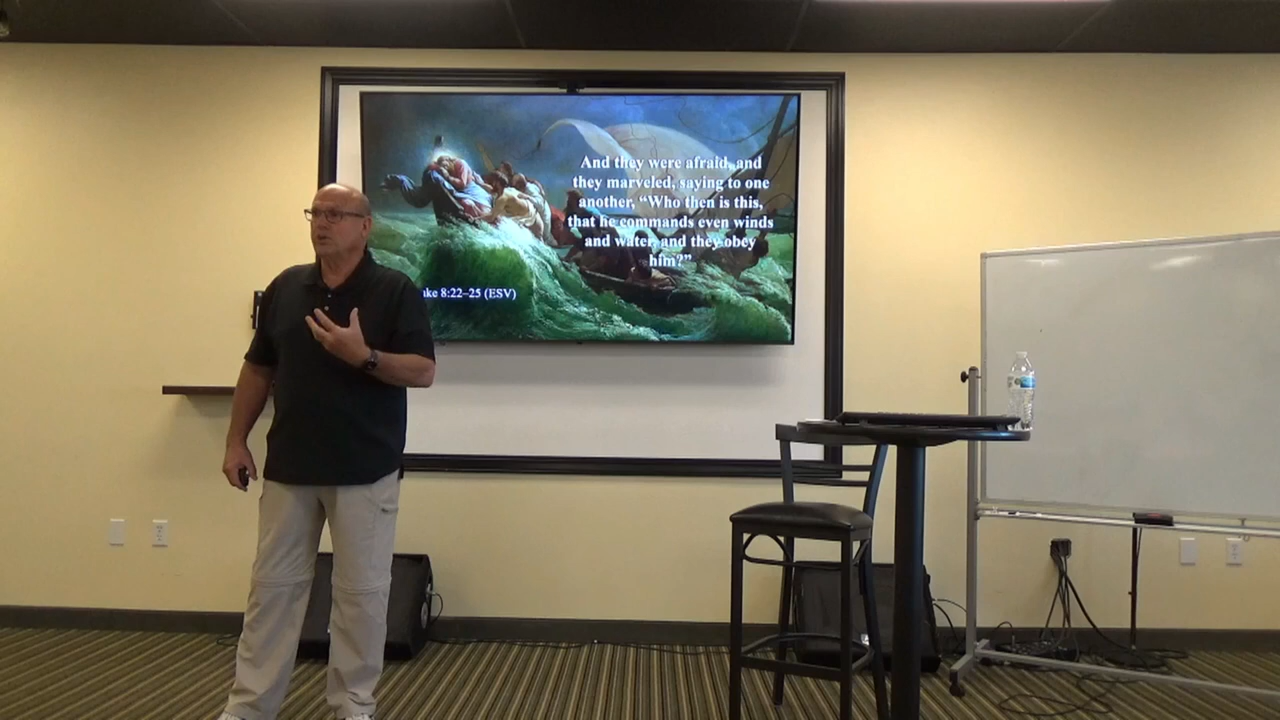 And they were afraid, and
they marveled, saying to one
another, “Who then is this,
that he commands even winds
and water, and they obey
him?”
uke 8:22–25 (ESV)